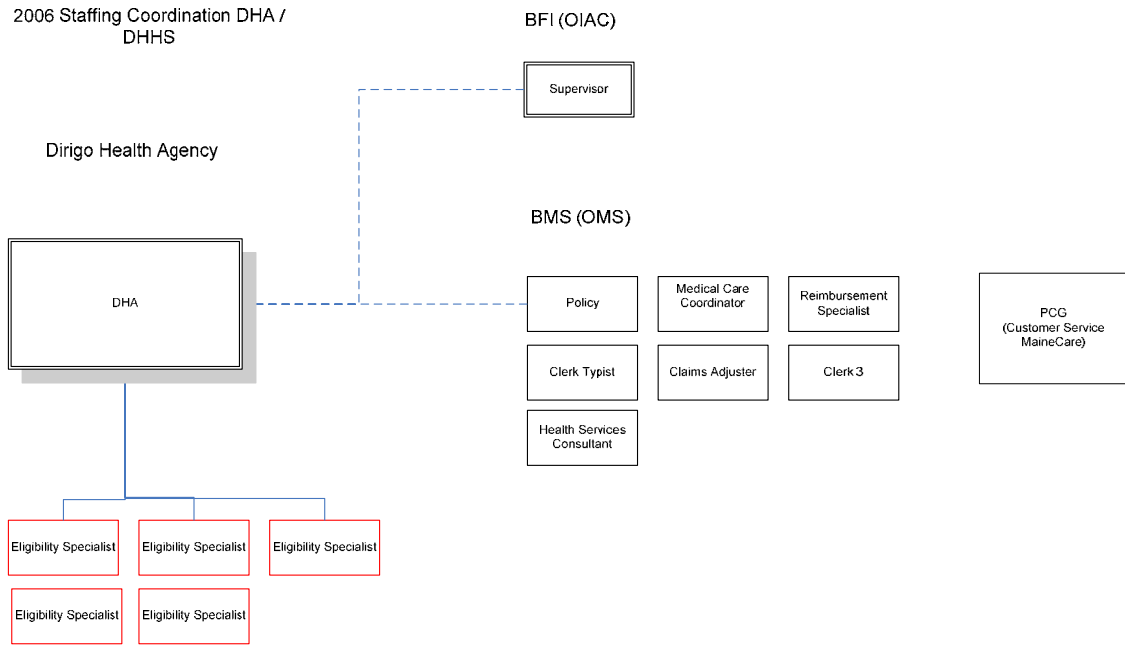 2006 Staffing Coordination DHA /
DHHS
BFI (OIAC)
Supervisor
Dirigo Health Agency
BMS (OMS)
DHA
Policy
Medical Care
Coordinator
Reimbursement
Specialist
PCG
(Customer Service
MaineCare)
Clerk Typist
Claims Adjuster
Clerk 3
Health Services
Consultant
Eligibility Specialist
Eligibility Specialist
Eligibility Specialist
Eligibility Specialist
Eligibility Specialist